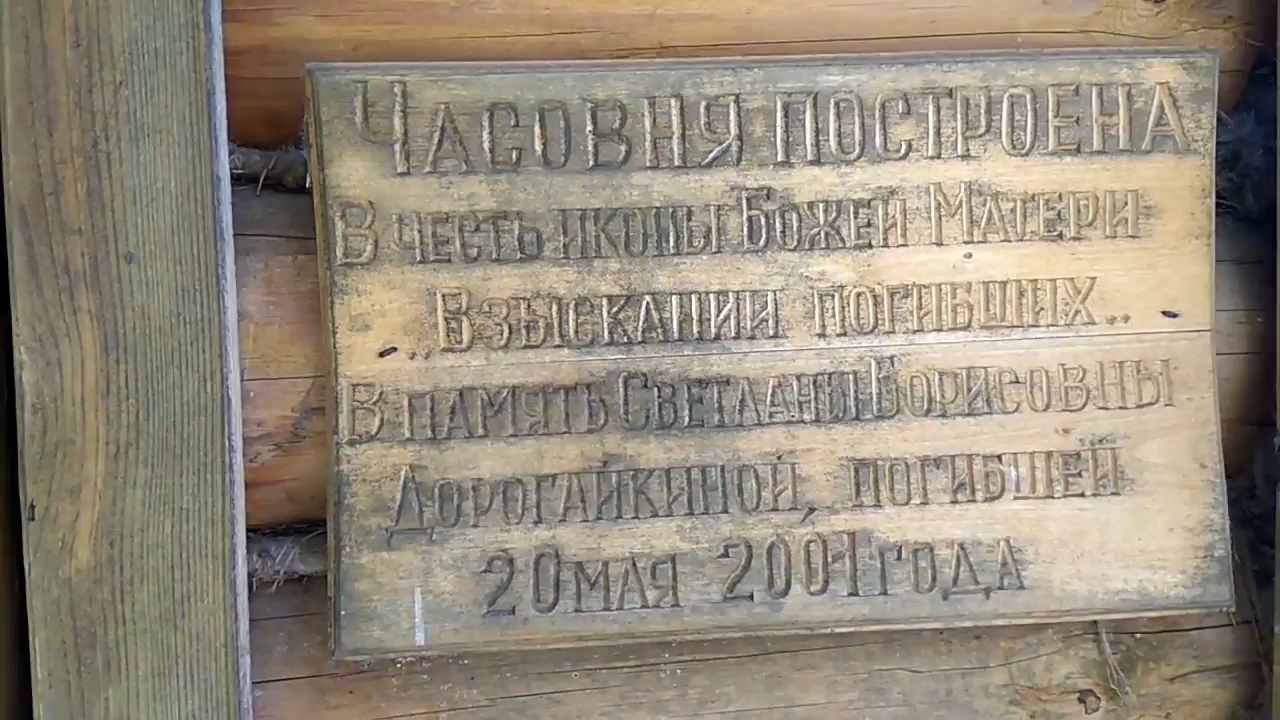 Часовня построена
В честь иконы Божей Матери
„Взыскании погибших„
В память Светланы Борисовны
Дорогайкиной, погибшей
20 мая 2001 года